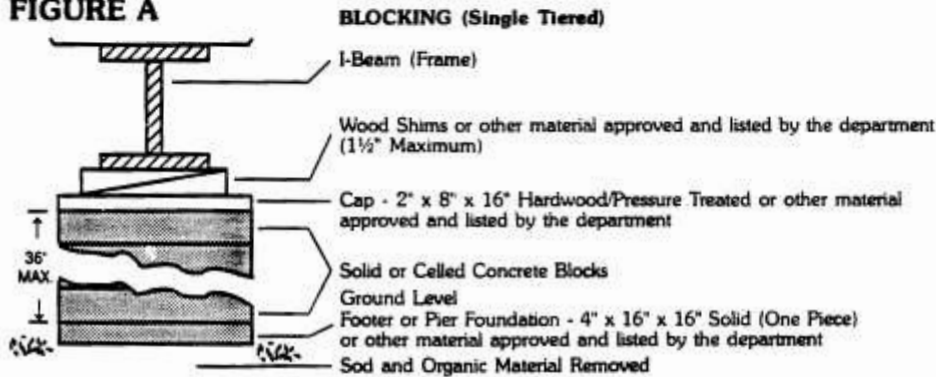 FIGURE A
BLOCKING (Single Tiered)
I-Beam (Frame)
Wood Shims or other material approved and listed by the department
(1½" Maximum)
Cap - 2" x 8" x 16" Hardwood/Pressure Treated or other material
approved and listed by the department
36"
MAX.
Solid or Celled Concrete Blocks
Ground Level
Footer or Pier Foundation - 4" x 16" x 16" Solid (One Piece)
or other material approved and listed by the department
Sod and Organic Material Removed